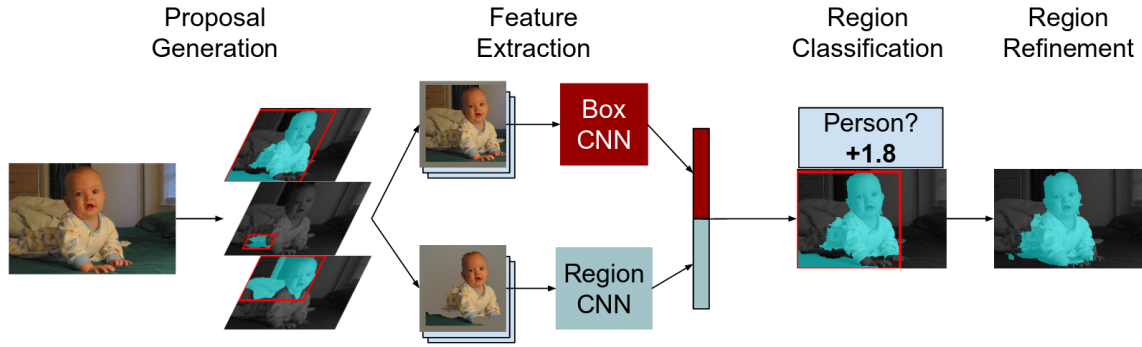 Proposal
Generation
Feature
Extraction
Region
Classification
Region
Refinement
Box
CNN
Person?
+1.8
Region
CNN